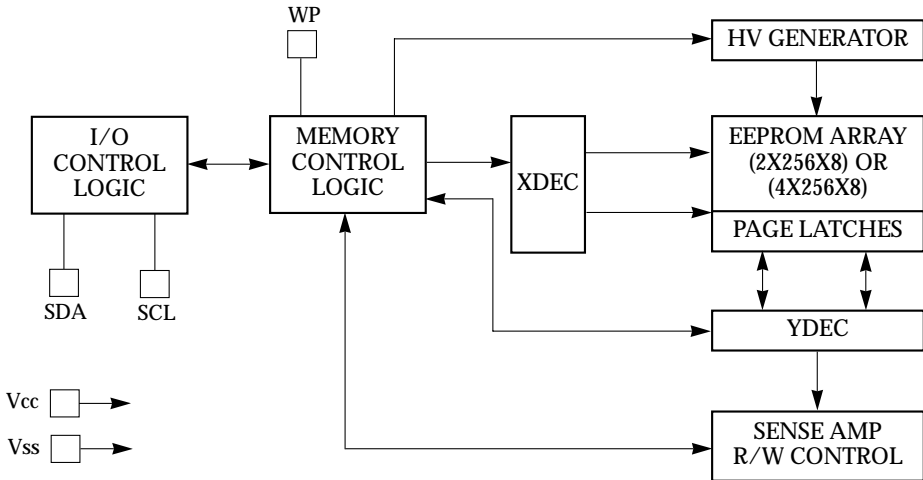 WP
HV GENERATOR
I/O
CONTROL
LOGIC
MEMORY
CONTROL
LOGIC
XDEC
EEPROM ARRAY
(2X256X8) OR
(4X256X8)
PAGE LATCHES
SDA
SCL
YDEC
Vcc
Vss
SENSE AMP
R/W CONTROL